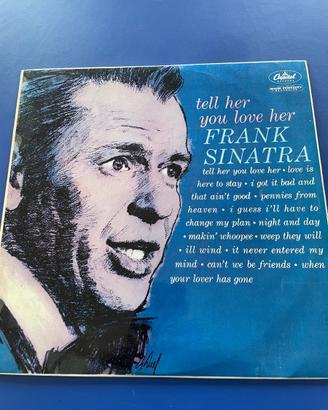 Capitol
tell her
you love her
FRANK
SINATRA
tell her you love her • love is
here to stay • i got it bad and
that ain't good • pennies from
heaven • i guess i'll have to
change my plan • night and day
• makin' whoopee • weep they will
• ill wind • it never entered my
mind • can't we be friends • when
your lover has gone